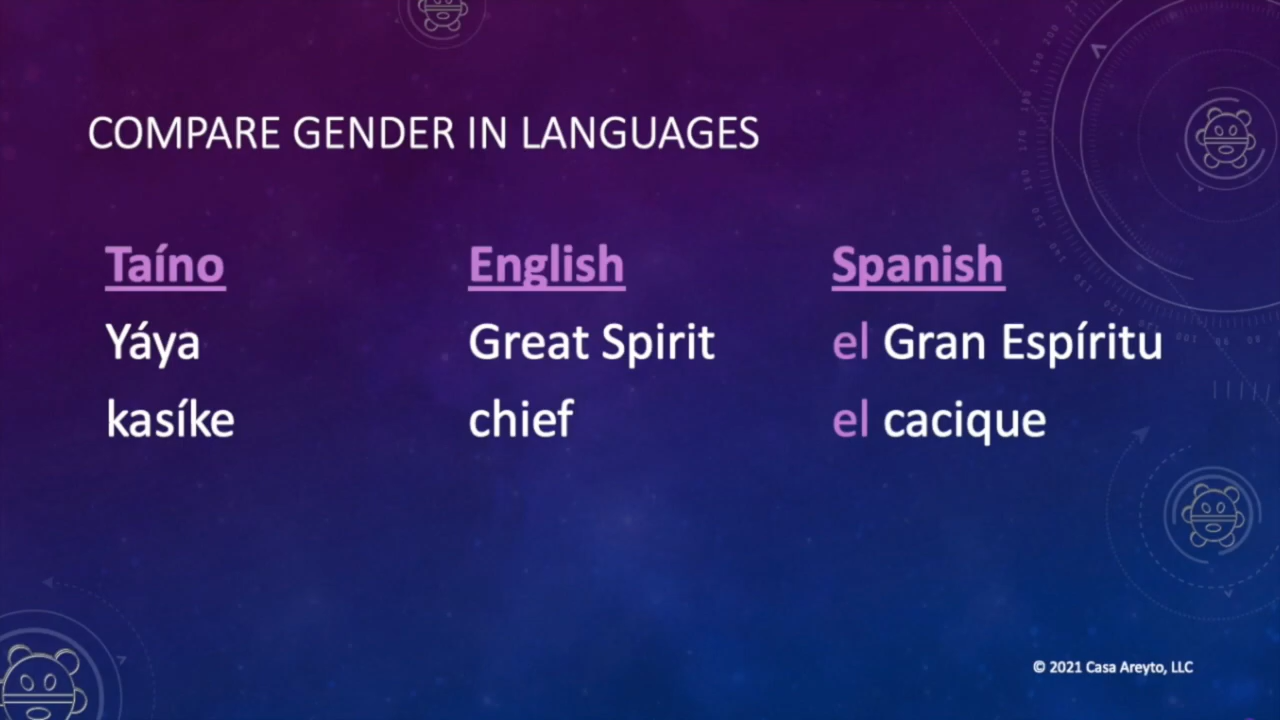 COMPARE GENDER IN LANGUAGES
Taíno English Spanish
Yáya Great Spirit el Gran Espíritu
kasíke chief el cacique
© 2021 Casa Areyto, LLC